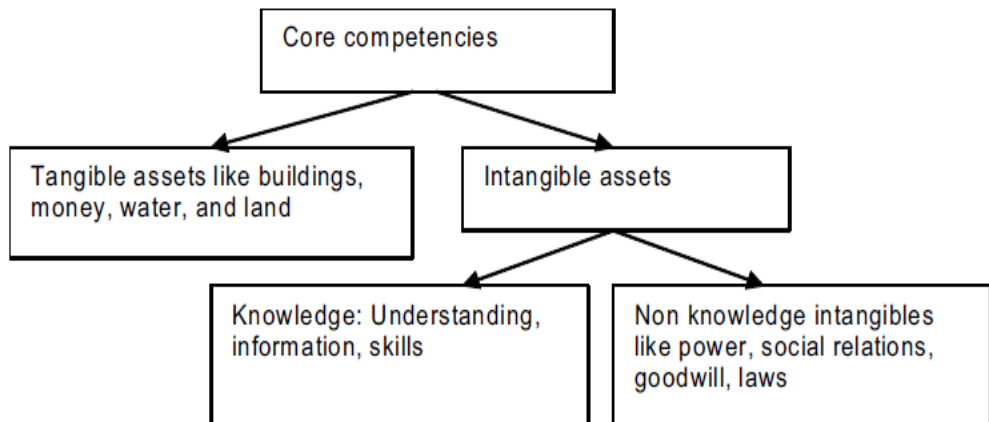 Core competencies
Tangible assets like buildings,
money, water, and land
Intangible assets
Knowledge: Understanding,
information, skills
Non knowledge intangibles
like power, social relations,
goodwill, laws